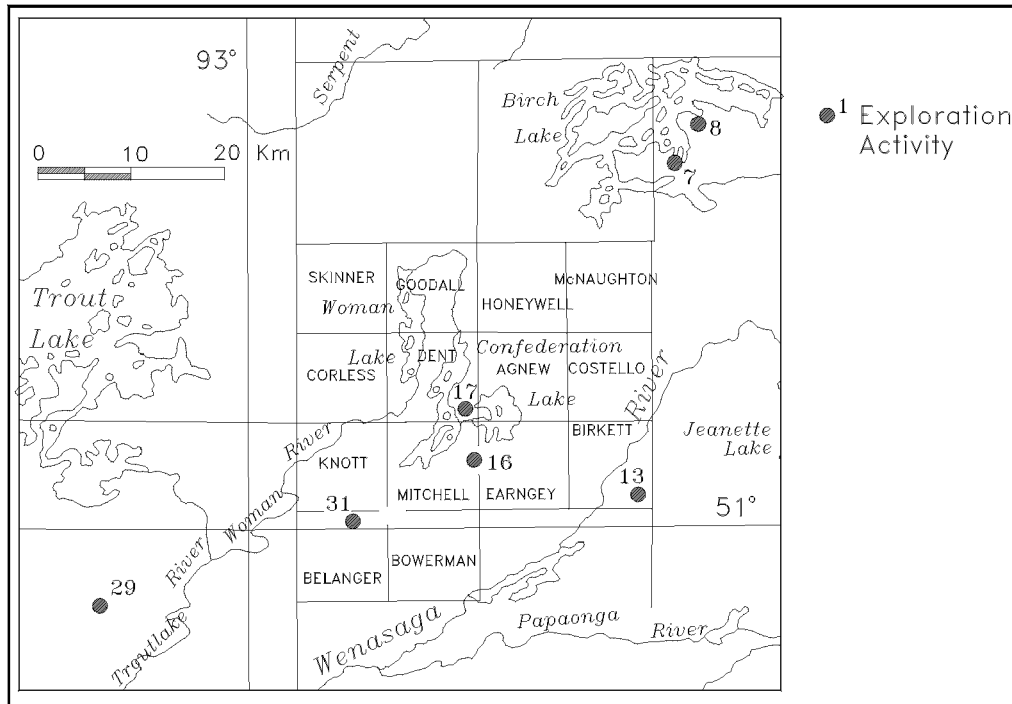 93°
Serpent
Birch
Lake
8
7
1 Exploration
Activity
0 10 20 Km
Trout
Lake
SKINNER
GOODALL
McNAUGHTON
HONEYWELL
Woman
Lake
DENT
Confederation
AGNEW
COSTELLO
CORLESS
17
Lake
River
BIRKETT
Jeanette
Lake
KNOTT
16
River
Woman
MITCHELL
EARNGEY
13
51°
31
BOWERMAN
BELANGER
29
River
Troutlake
Wenasaga
Papaonga
River